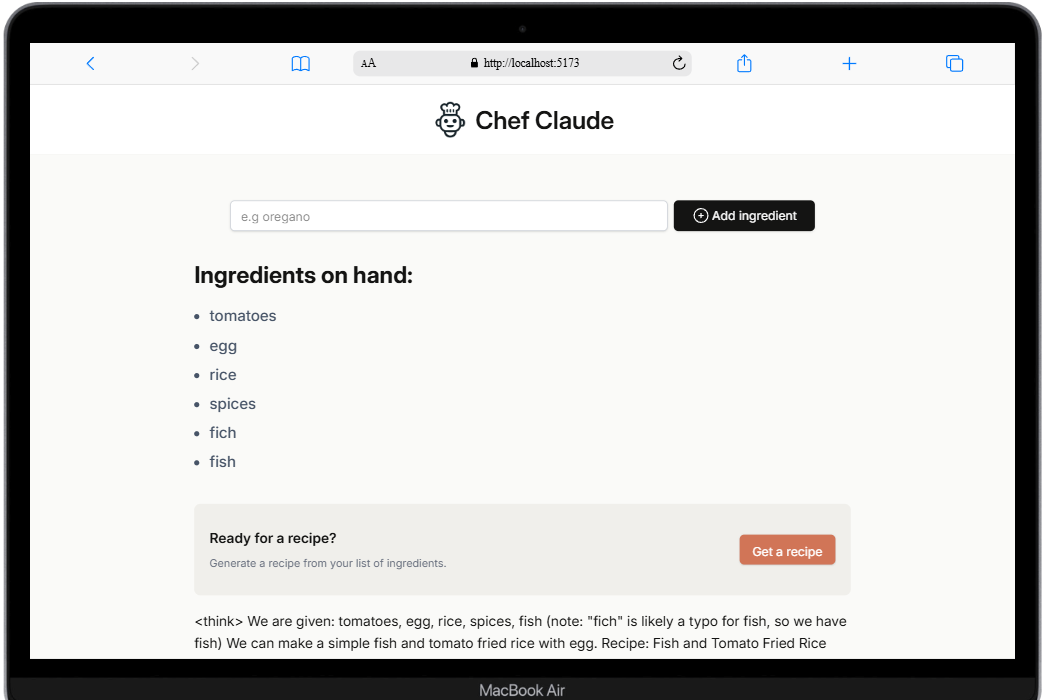 AA
http://localhost:5173
Chef Claude
e.g oregano
Add ingredient
Ingredients on hand:
tomatoes
egg
rice
spices
fich
fish
Ready for a recipe?
Generate a recipe from your list of ingredients.
Get a recipe
<think> We are given: tomatoes, egg, rice, spices, fish (note: "fich" is likely a typo for fish, so we have
fish) We can make a simple fish and tomato fried rice with egg. Recipe: Fish and Tomato Fried Rice
MacBook Air